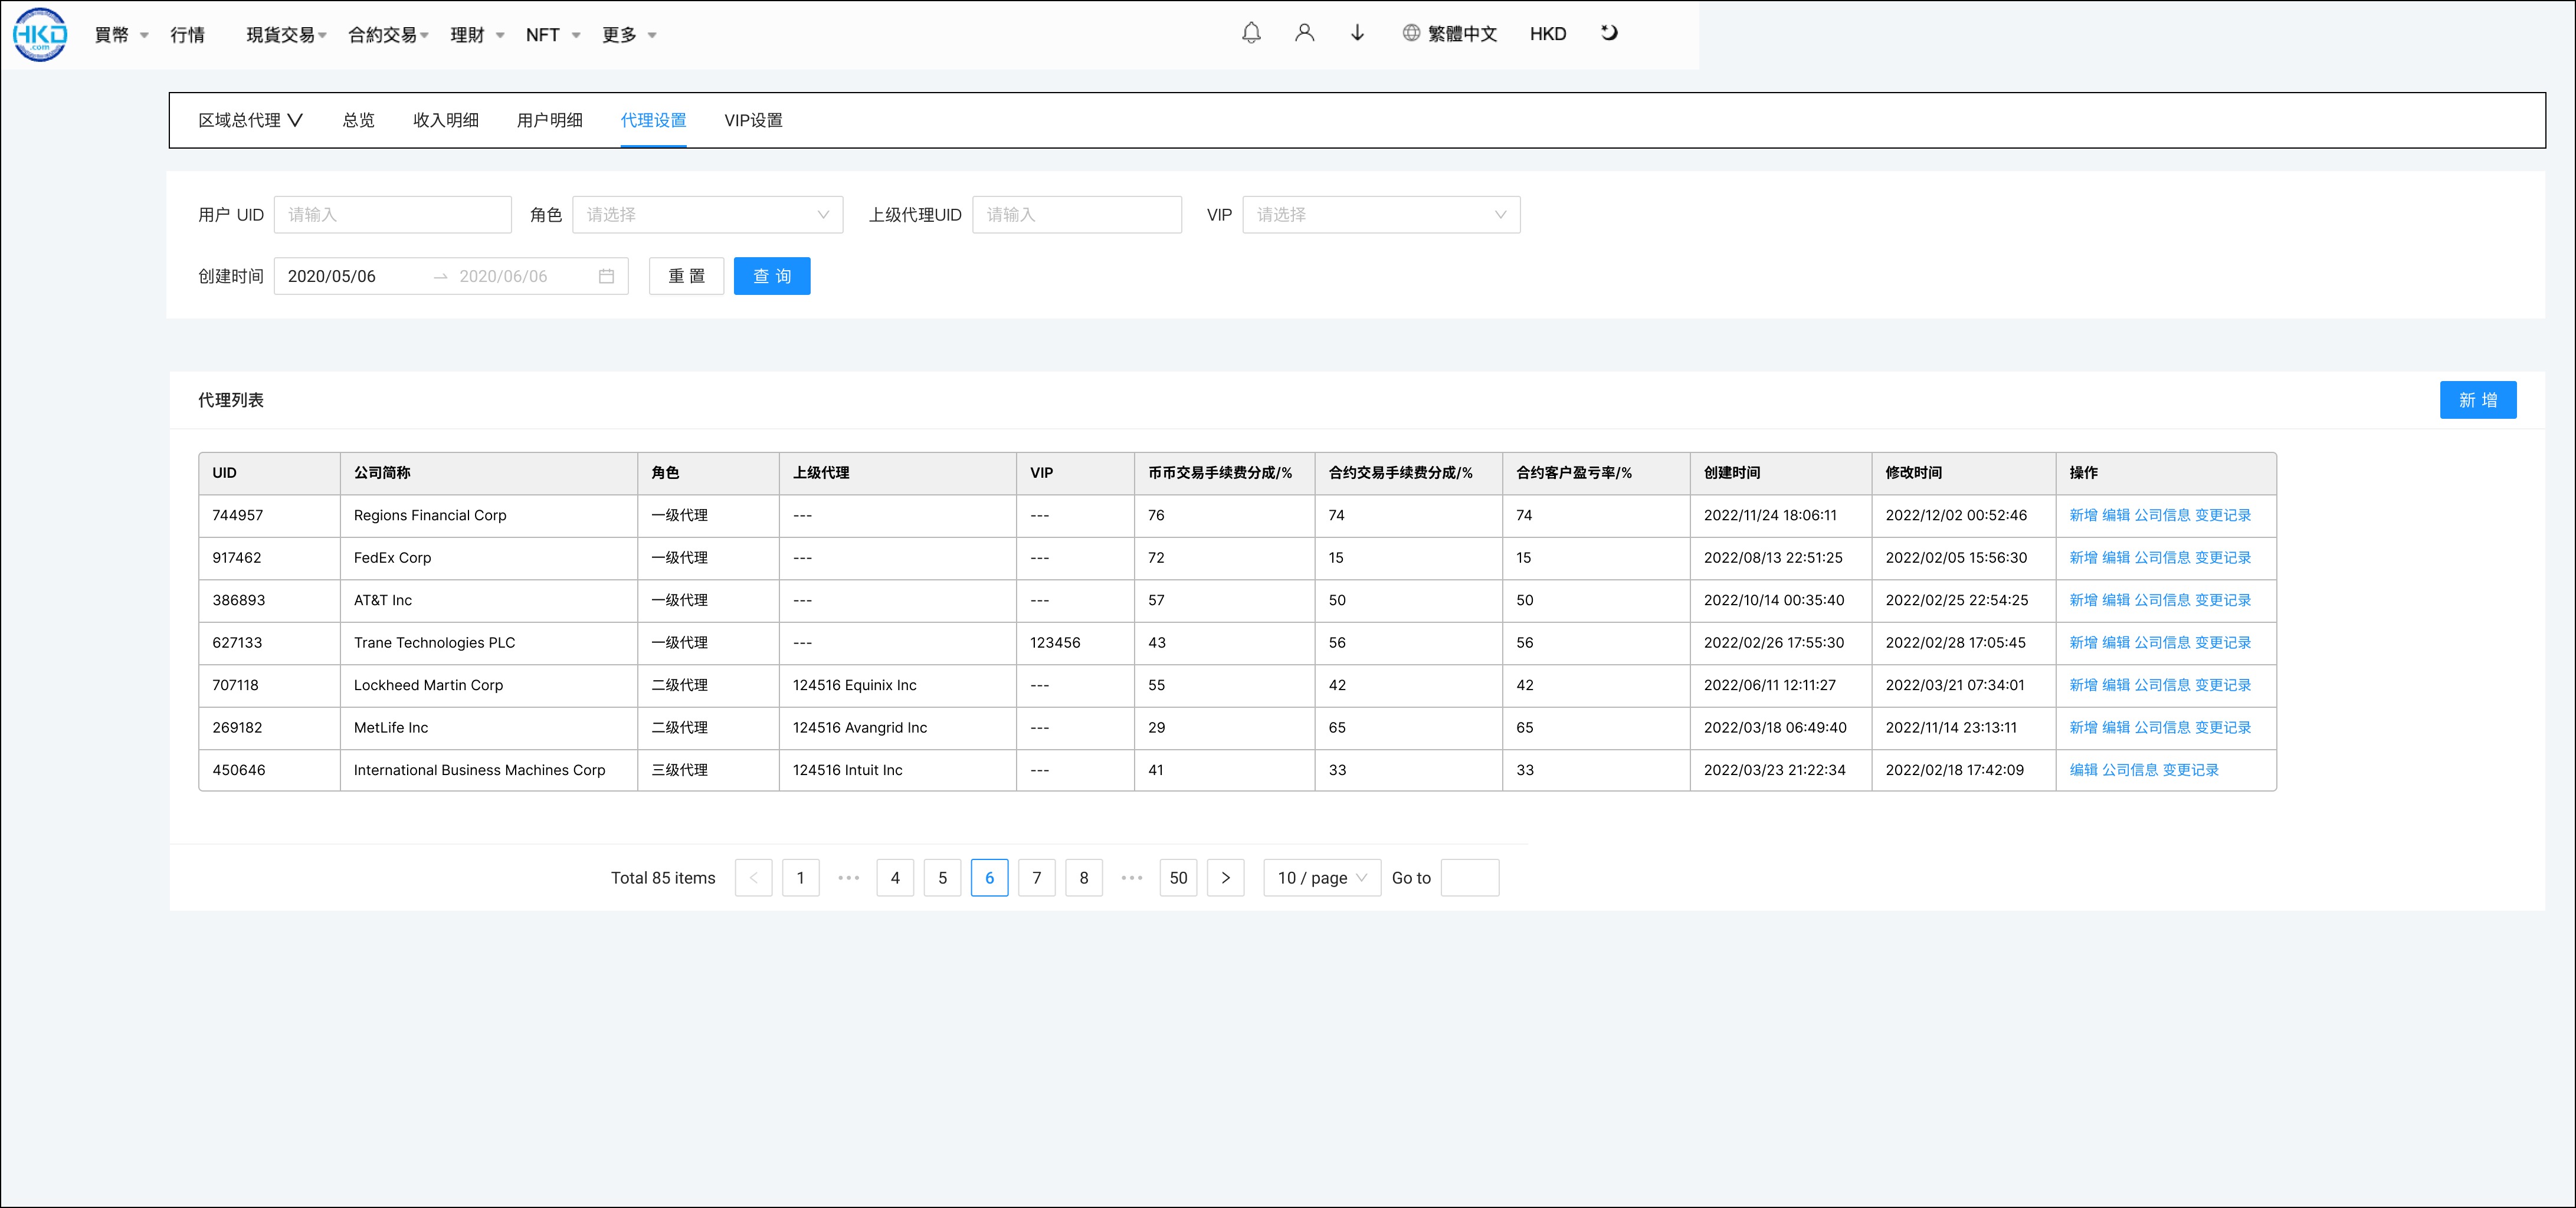 HKD
.com
買幣 行情 現貨交易 合約交易 理財 NFT 更多 繁體中文 HKD
区域总代理 总览 收入明细 用户明细 代理设置 VIP设置
用户 UID 请输入 角色 请选择 上级代理UID 请输入 VIP 请选择
创建时间 2020/05/06 → 2020/06/06 重 置 查 询
代理列表 新 增
UID 公司简称 角色 上级代理 VIP 币币交易手续费分成/% 合约交易手续费分成/% 合约客户盈亏率/% 创建时间 修改时间 操作
744957 Regions Financial Corp 一级代理 --- --- 76 74 74 2022/11/24 18:06:11 2022/12/02 00:52:46 新增 编辑 公司信息 变更记录
917462 FedEx Corp 一级代理 --- --- 72 15 15 2022/08/13 22:51:25 2022/02/05 15:56:30 新增 编辑 公司信息 变更记录
386893 AT&T Inc 一级代理 --- --- 57 50 50 2022/10/14 00:35:40 2022/02/25 22:54:25 新增 编辑 公司信息 变更记录
627133 Trane Technologies PLC 一级代理 --- 123456 43 56 56 2022/02/26 17:55:30 2022/02/28 17:05:45 新增 编辑 公司信息 变更记录
707118 Lockheed Martin Corp 二级代理 124516 Equinix Inc --- 55 42 42 2022/06/11 12:11:27 2022/03/21 07:34:01 新增 编辑 公司信息 变更记录
269182 MetLife Inc 二级代理 124516 Avangrid Inc --- 29 65 65 2022/03/18 06:49:40 2022/11/14 23:13:11 新增 编辑 公司信息 变更记录
450646 International Business Machines Corp 三级代理 124516 Intuit Inc --- 41 33 33 2022/03/23 21:22:34 2022/02/18 17:42:09 编辑 公司信息 变更记录
Total 85 items < 1 ••• 4 5 6 7 8 ••• 50 > 10 / page Go to